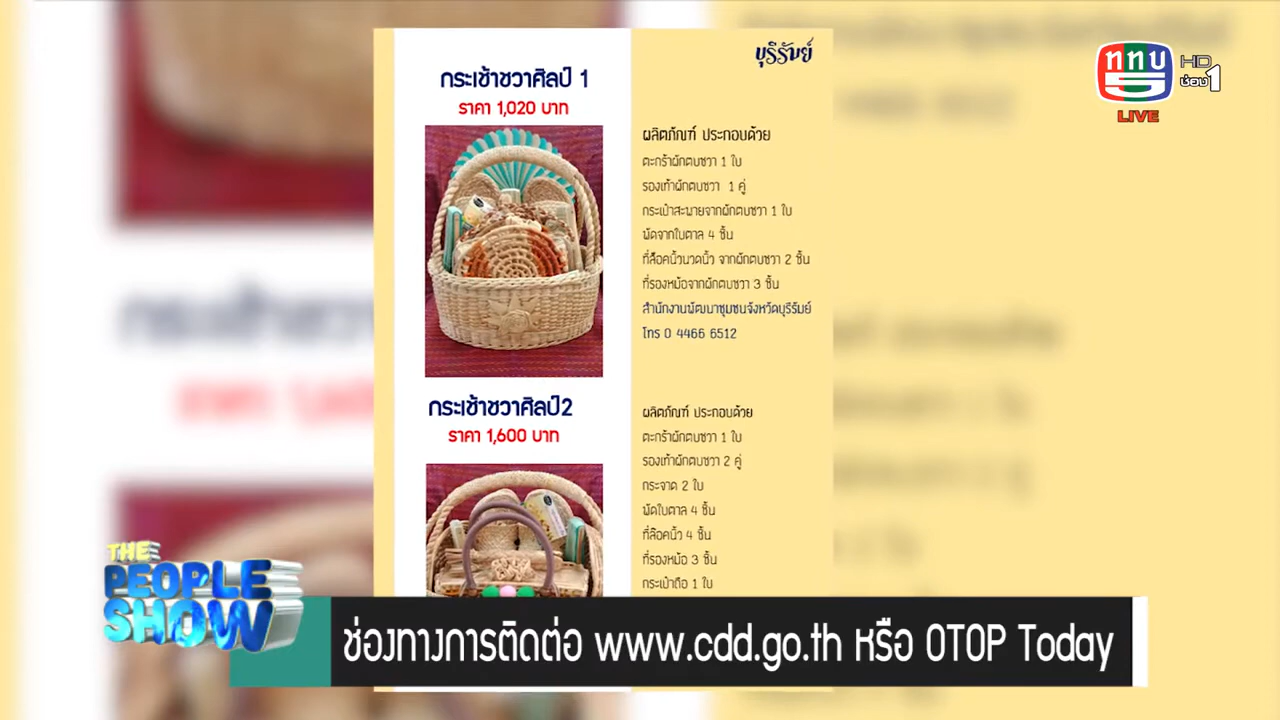 บุรีรัมย์
ททบ
5
HD
ช่อง1
LIVE
กระเช้าชวาศิลป์ 1
ราคา 1,020 บาท
ผลิตภัณฑ์ ประกอบด้วย
ตะกร้าผักตบชวา 1 ใบ
รองเท้าผักตบชวา 1 คู่
กระเป๋าสะพายจากผักตบชวา 1 ใบ
พัดจากใบตาล 4 ชิ้น
ที่ล็อคนิ้วนวดนิ้ว จากผักตบชวา 2 ชิ้น
ที่รองหม้อจากผักตบชวา 3 ชิ้น
สำนักงานพัฒนาชุมชนจังหวัดบุรีรัมย์
โทร 0 4466 6512
กระเช้าชวาศิลป์2
ราคา 1,600 บาท
ผลิตภัณฑ์ ประกอบด้วย
ตะกร้าผักตบชวา 1 ใบ
รองเท้าผักตบชวา 2 คู่
กระจาด 2 ใบ
พัดใบตาล 4 ชิ้น
ที่ล๊อคนิ้ว 4 ชิ้น
ที่รองหม้อ 3 ชิ้น
กระเป๋าถือ 1 ใบ
THE
PEOPLE
SHOW
ช่องทางการติดต่อ www.cdd.go.th หรือ OTOP Today